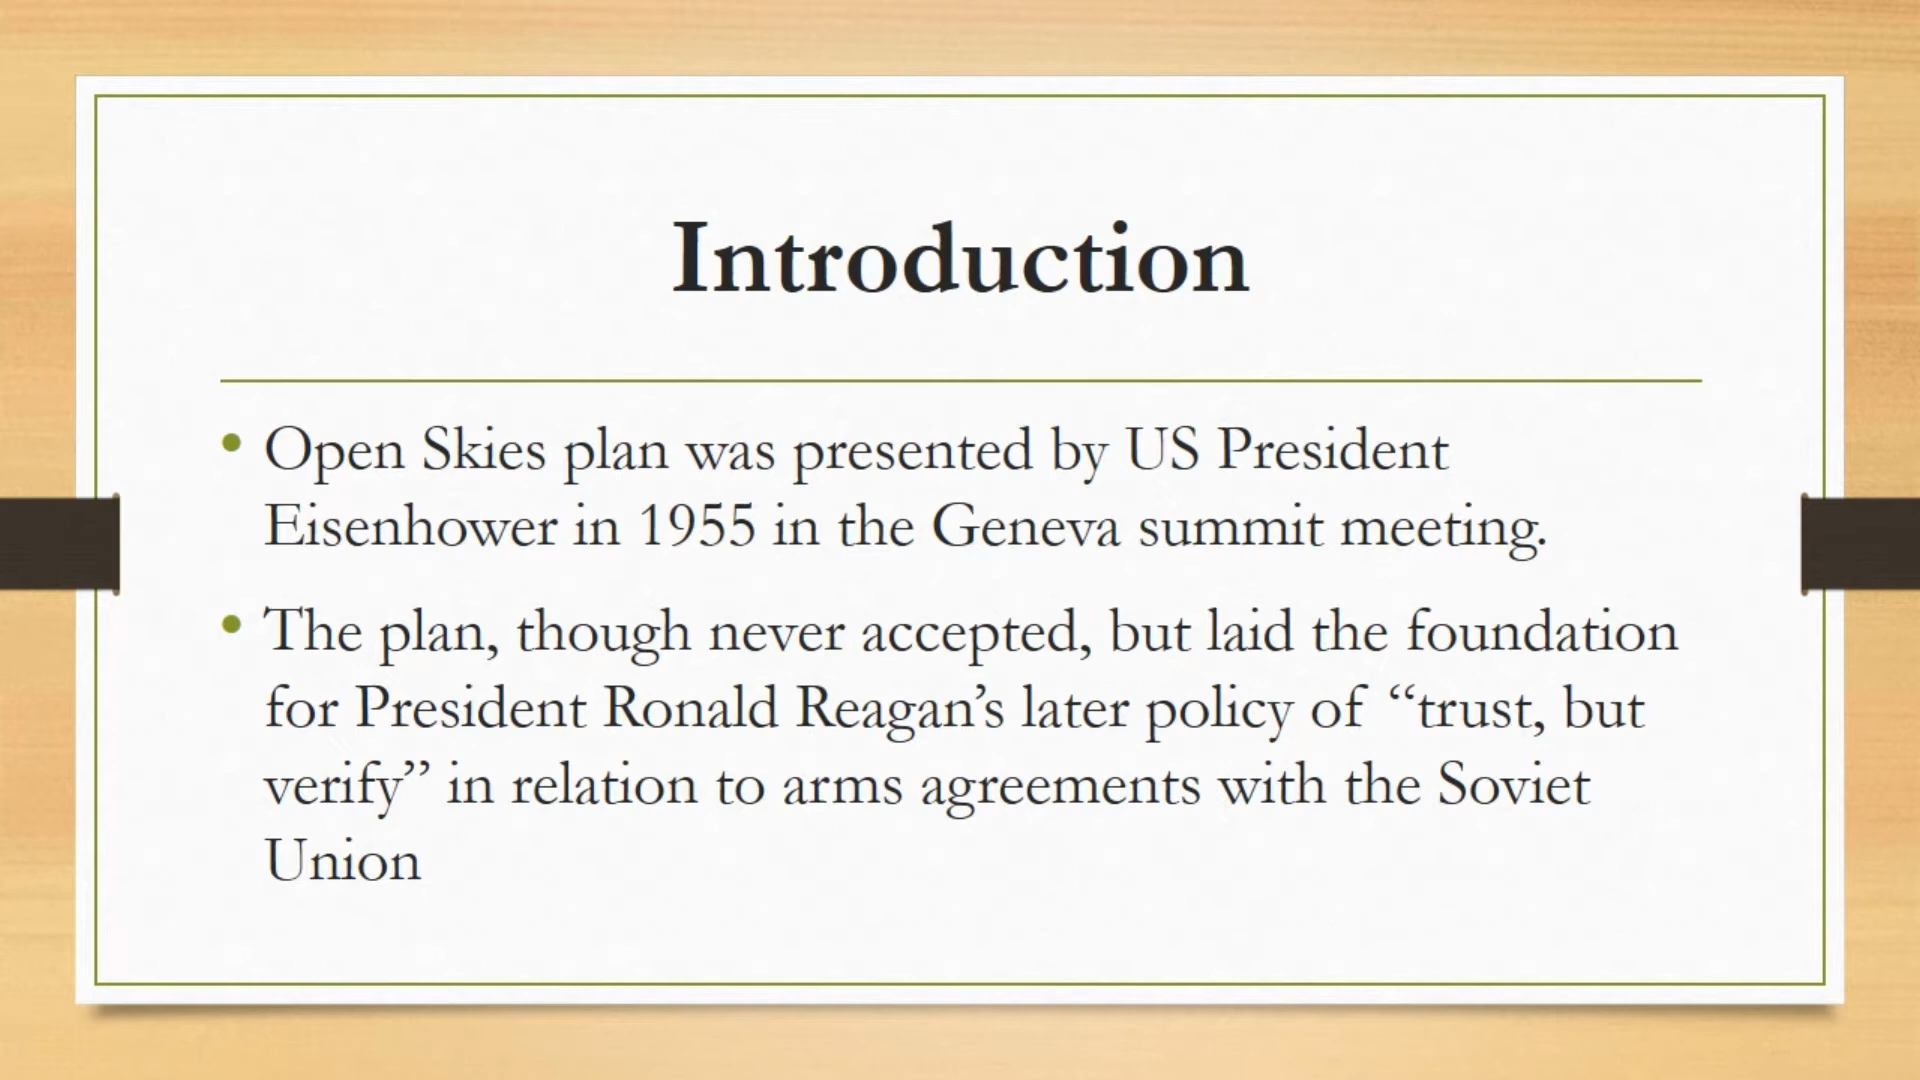 Introduction
• Open Skies plan was presented by US President
Eisenhower in 1955 in the Geneva summit meeting.
• The plan, though never accepted, but laid the foundation
for President Ronald Reagan’s later policy of “trust, but
verify” in relation to arms agreements with the Soviet
Union